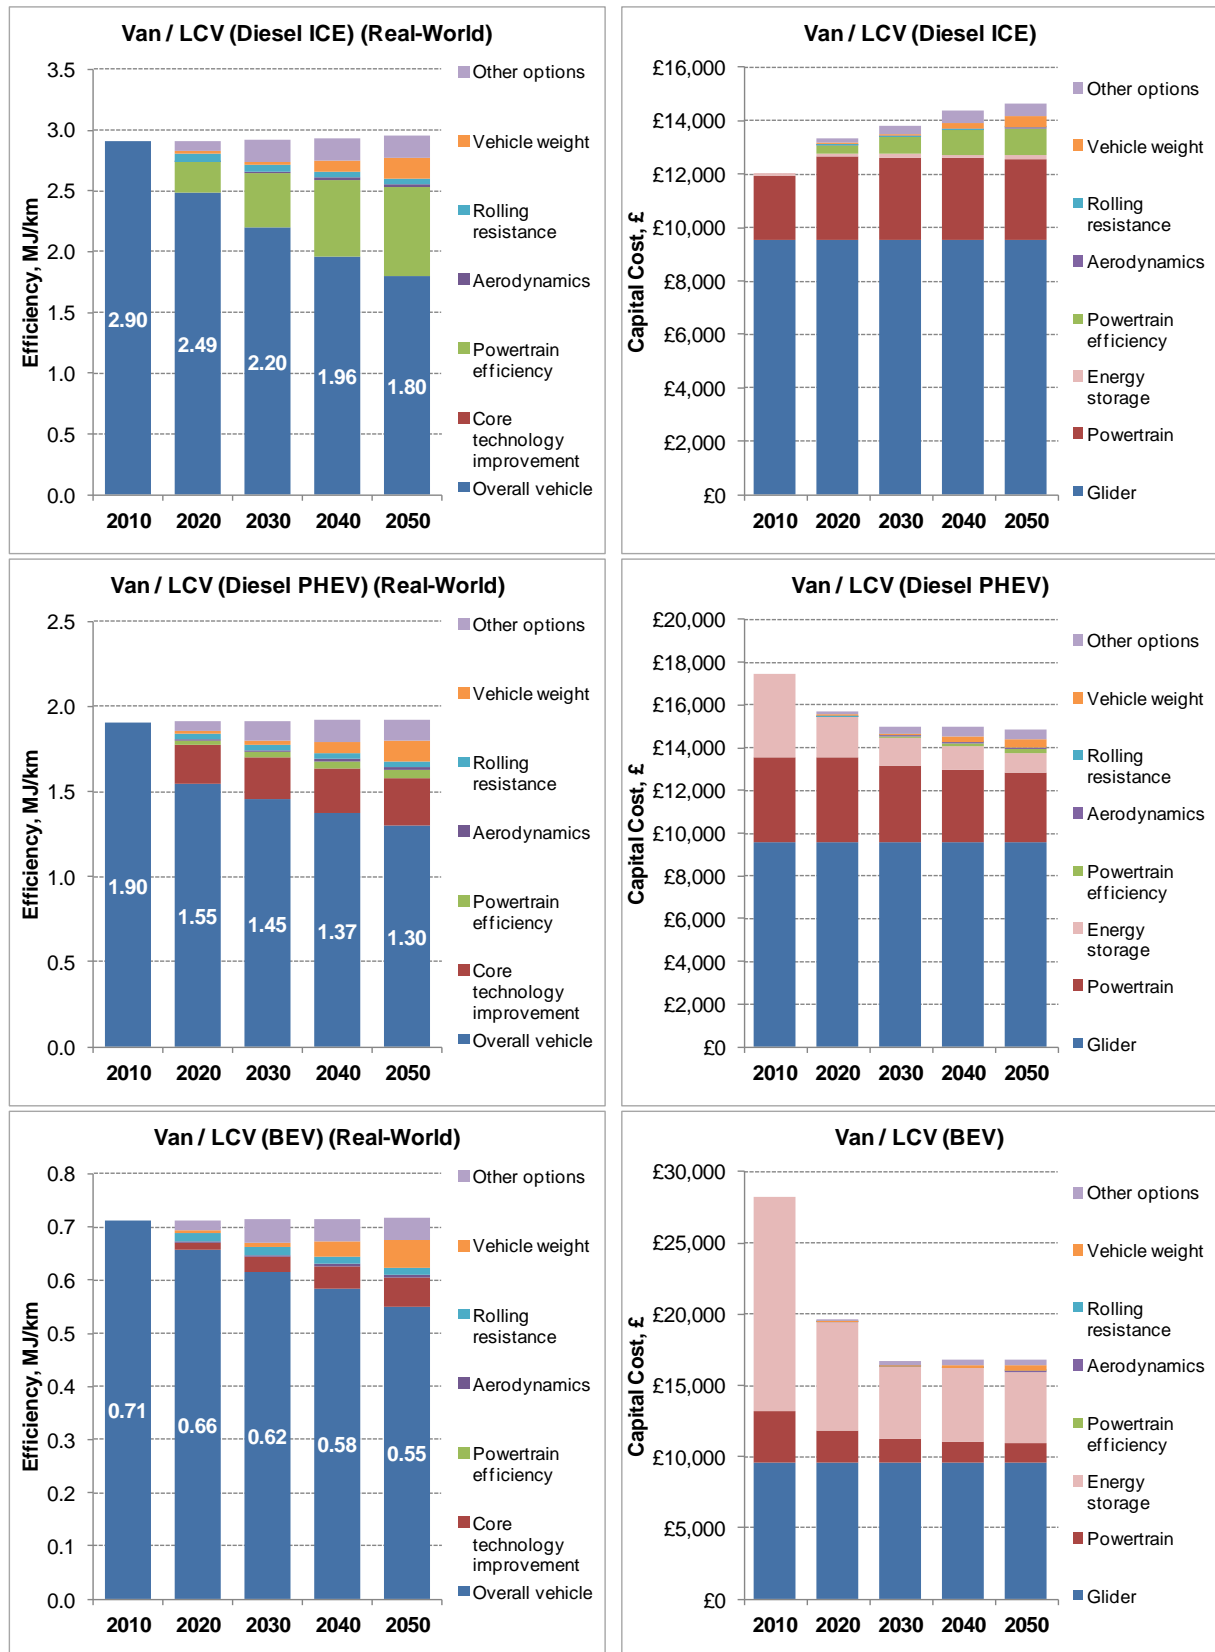 Van / LCV (Diesel ICE) (Real-World)
Efficiency, MJ/km
3.5
3.0
2.5
2.0
1.5
1.0
0.5
0.0
2.90
2.49
2.20
1.96
1.80
2010 2020 2030 2040 2050
Other options
Vehicle weight
Rolling
resistance
Aerodynamics
Powertrain
efficiency
Core
technology
improvement
Overall vehicle
Van / LCV (Diesel ICE)
Capital Cost, £
£16,000
£14,000
£12,000
£10,000
£8,000
£6,000
£4,000
£2,000
£0
2010 2020 2030 2040 2050
Other options
Vehicle weight
Rolling
resistance
Aerodynamics
Powertrain
efficiency
Energy
storage
Powertrain
Glider
Van / LCV (Diesel PHEV) (Real-World)
Efficiency, MJ/km
2.5
2.0
1.5
1.0
0.5
0.0
1.90
1.55
1.45
1.37
1.30
2010 2020 2030 2040 2050
Other options
Vehicle weight
Rolling
resistance
Aerodynamics
Powertrain
efficiency
Core
technology
improvement
Overall vehicle
Van / LCV (Diesel PHEV)
Capital Cost, £
£20,000
£18,000
£16,000
£14,000
£12,000
£10,000
£8,000
£6,000
£4,000
£2,000
£0
2010 2020 2030 2040 2050
Other options
Vehicle weight
Rolling
resistance
Aerodynamics
Powertrain
efficiency
Energy
storage
Powertrain
Glider
Van / LCV (BEV) (Real-World)
Efficiency, MJ/km
0.8
0.7
0.6
0.5
0.4
0.3
0.2
0.1
0.0
0.71
0.66
0.62
0.58
0.55
2010 2020 2030 2040 2050
Other options
Vehicle weight
Rolling
resistance
Aerodynamics
Powertrain
efficiency
Core
technology
improvement
Overall vehicle
Van / LCV (BEV)
Capital Cost, £
£30,000
£25,000
£20,000
£15,000
£10,000
£5,000
£0
2010 2020 2030 2040 2050
Other options
Vehicle weight
Rolling
resistance
Aerodynamics
Powertrain
efficiency
Energy
storage
Powertrain
Glider